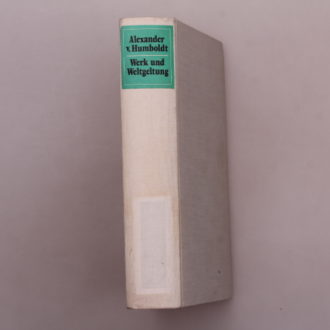 Alexander
v. Humboldt
Werk und
Weltgeltung